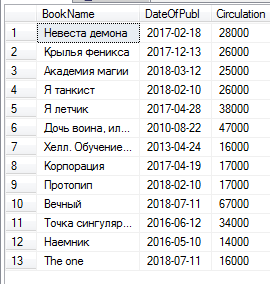 BookName DateOfPubl Circulation
1 Невеста демона 2017-02-18 28000
2 Крылья феникса 2017-12-13 26000
3 Академия магии 2018-03-12 25000
4 Я танкист 2018-02-10 26000
5 Я летчик 2017-04-28 38000
6 Дочь воина, ил... 2010-08-22 47000
7 Хелл. Обучение... 2013-04-24 16000
8 Корпорация 2017-04-19 17000
9 Прототип 2018-02-10 17000
10 Вечный 2018-07-11 67000
11 Точка сингуляр... 2016-06-12 34000
12 Наемник 2016-05-10 14000
13 The one 2018-07-11 16000